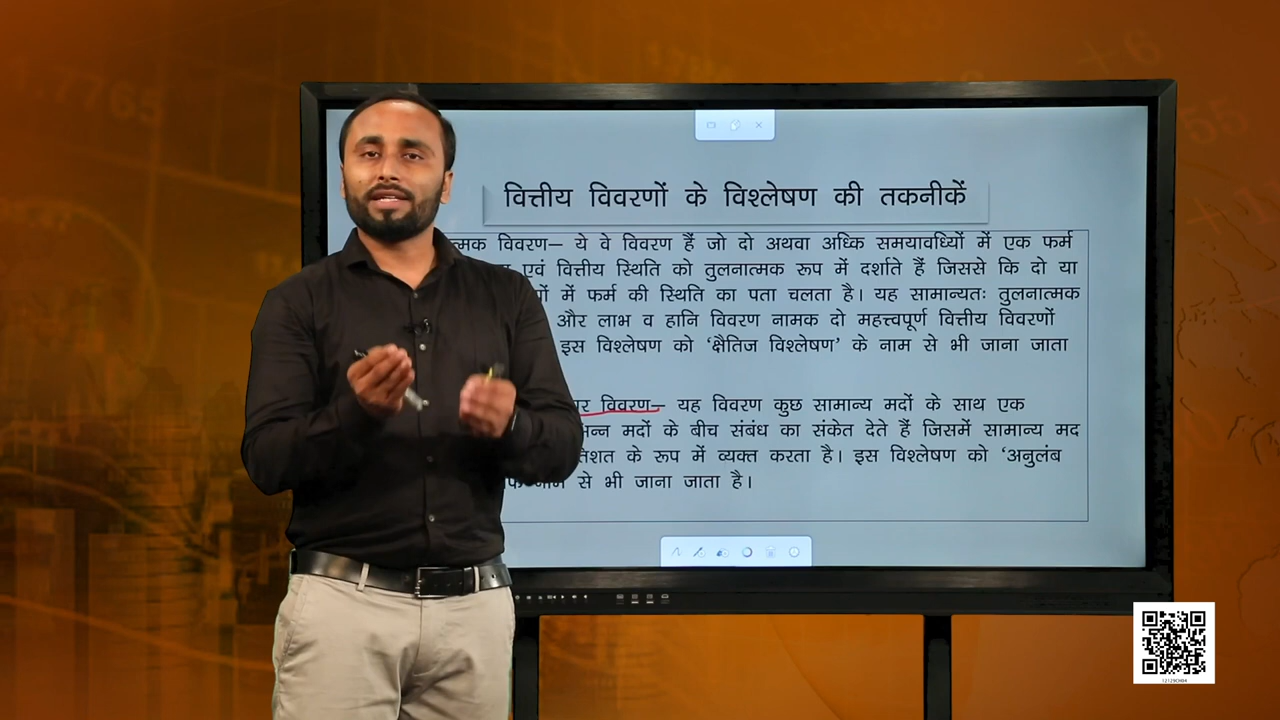 वित्तीय विवरणों के विश्लेषण की तकनीकें
विवरण– ये वे विवरण हैं जो दो अथवा अधिक समयावधियों में एक फर्म
एवं वित्तीय स्थिति को तुलनात्मक रूप में दर्शाते हैं जिससे कि दो या
में फर्म की स्थिति का पता चलता है। यह सामान्यतः तुलनात्मक
और लाभ व हानि विवरण नामक दो महत्त्वपूर्ण वित्तीय विवरणों
इस विश्लेषण को ‘क्षैतिज विश्लेषण’ के नाम से भी जाना जाता
विवरण– यह विवरण कुछ सामान्य मदों के साथ एक
मदों के बीच संबंध का संकेत देते हैं जिसमें सामान्य मद
के रूप में व्यक्त करता है। इस विश्लेषण को ‘अनुलंब
से भी जाना जाता है।
12129CH04